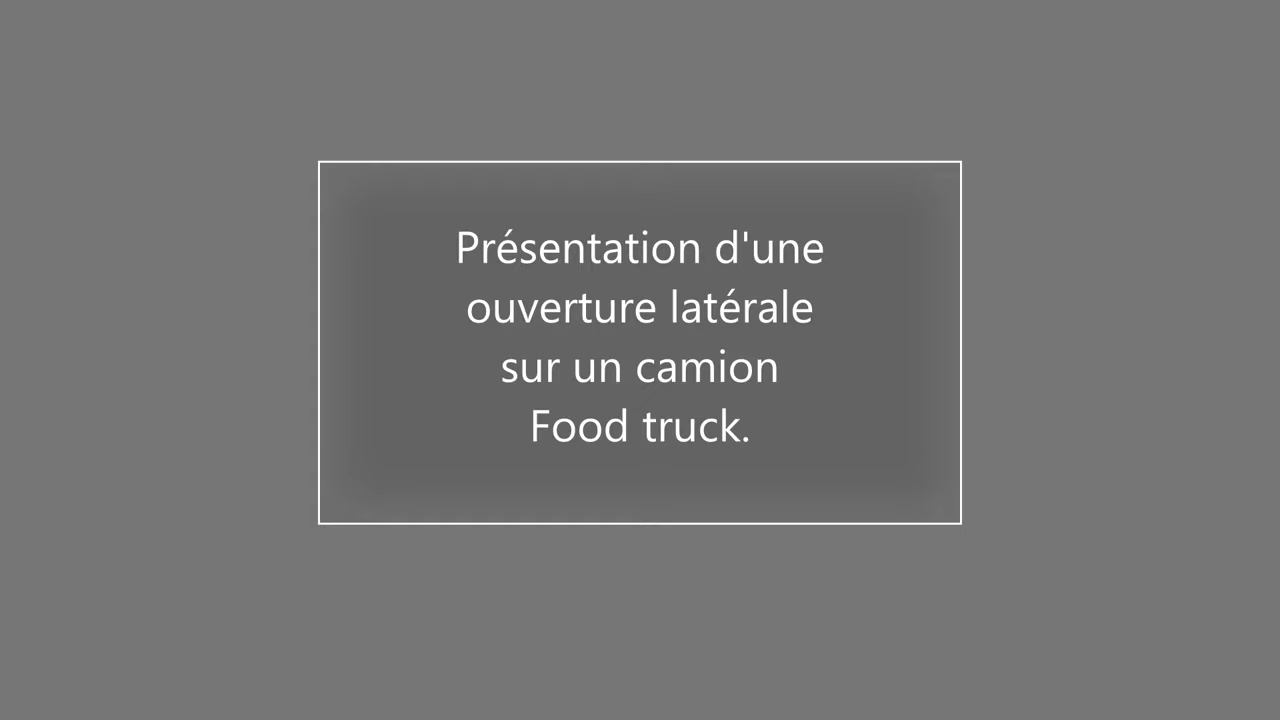 Présentation d'une
ouverture latérale
sur un camion
Food truck.